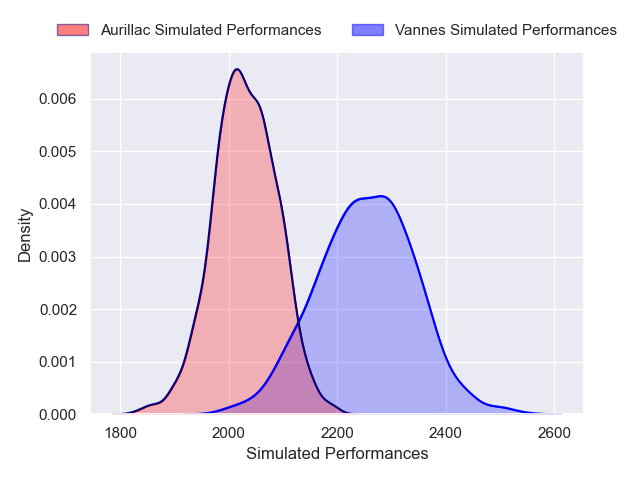 Aurillac Simulated Performances
Vannes Simulated Performances
0.006
0.005
0.004
0.003
0.002
0.001
0.000
Density
1800 2000 2200 2400 2600
Simulated Performances